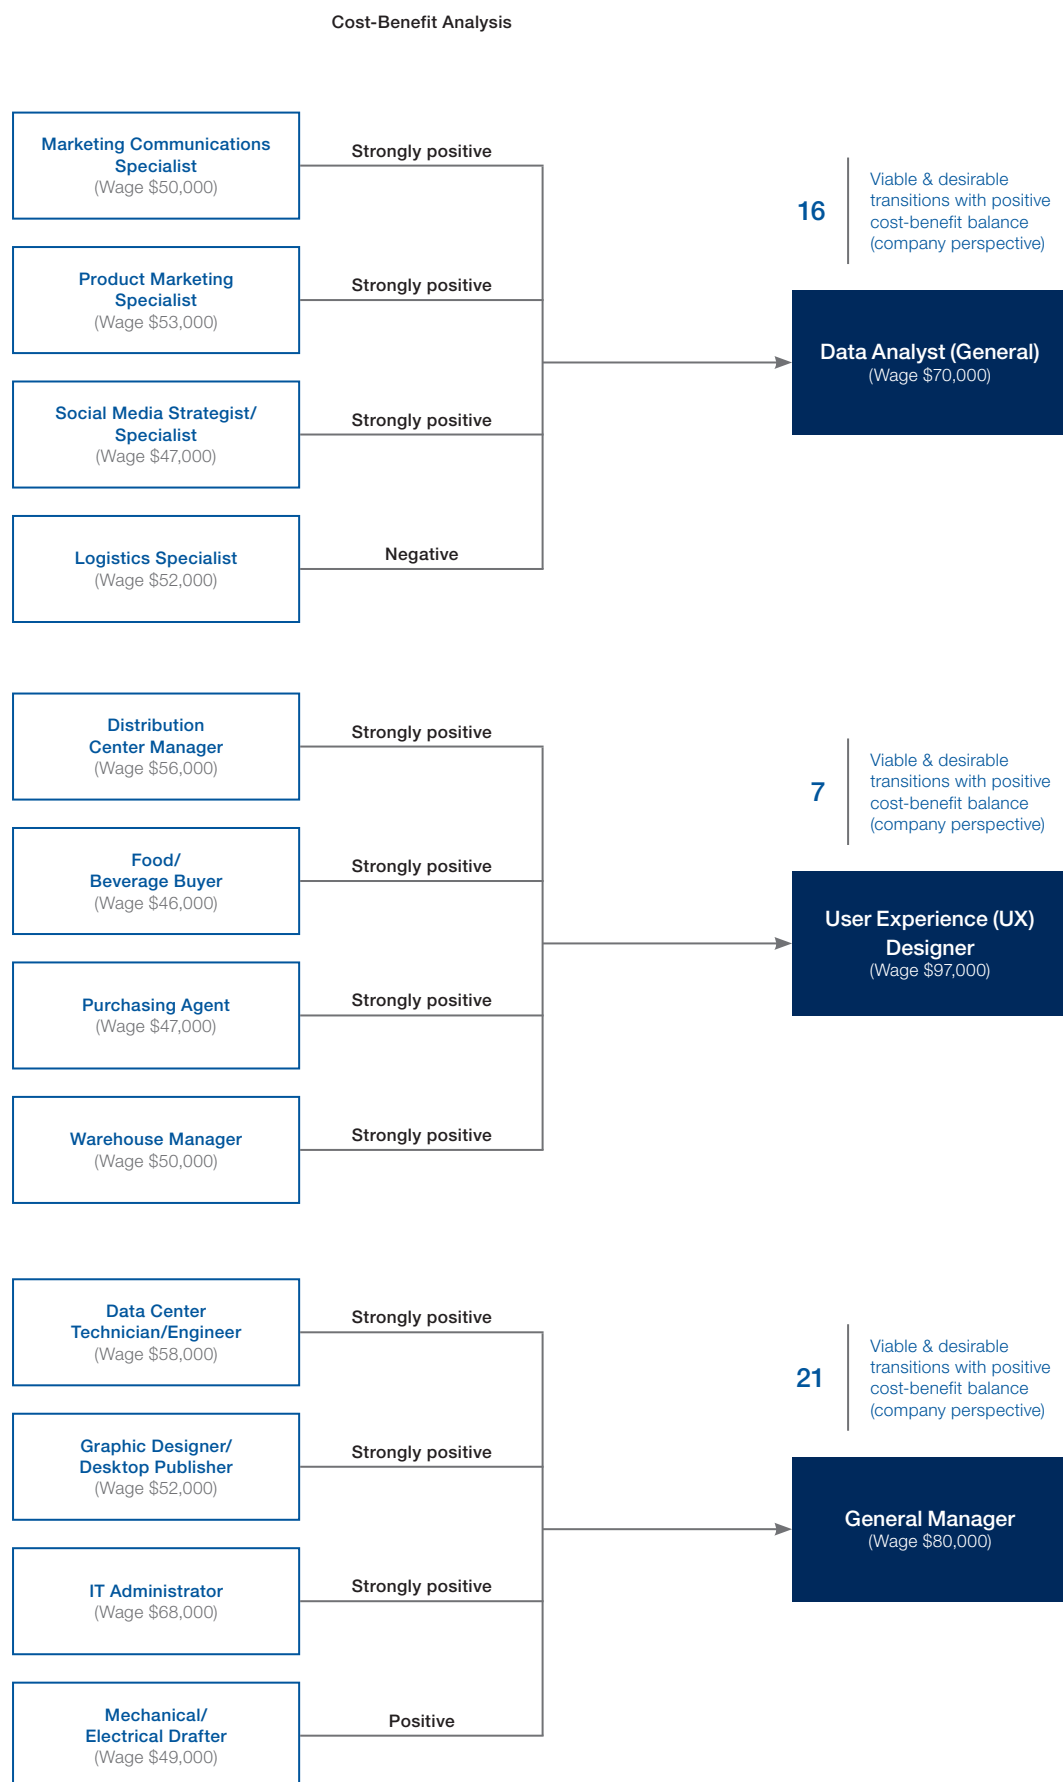 Cost-Benefit Analysis
Marketing Communications
Specialist
(Wage $50,000)
Strongly positive
Product Marketing
Specialist
(Wage $53,000)
Strongly positive
Social Media Strategist/
Specialist
(Wage $47,000)
Strongly positive
Logistics Specialist
(Wage $52,000)
Negative
16
Viable & desirable
transitions with positive
cost-benefit balance
(company perspective)
Data Analyst (General)
(Wage $70,000)
Distribution
Center Manager
(Wage $56,000)
Strongly positive
Food/
Beverage Buyer
(Wage $46,000)
Strongly positive
Purchasing Agent
(Wage $47,000)
Strongly positive
Warehouse Manager
(Wage $50,000)
Strongly positive
7
Viable & desirable
transitions with positive
cost-benefit balance
(company perspective)
User Experience (UX)
Designer
(Wage $97,000)
Data Center
Technician/Engineer
(Wage $58,000)
Strongly positive
Graphic Designer/
Desktop Publisher
(Wage $52,000)
Strongly positive
IT Administrator
(Wage $68,000)
Strongly positive
Mechanical/
Electrical Drafter
(Wage $49,000)
Positive
21
Viable & desirable
transitions with positive
cost-benefit balance
(company perspective)
General Manager
(Wage $80,000)